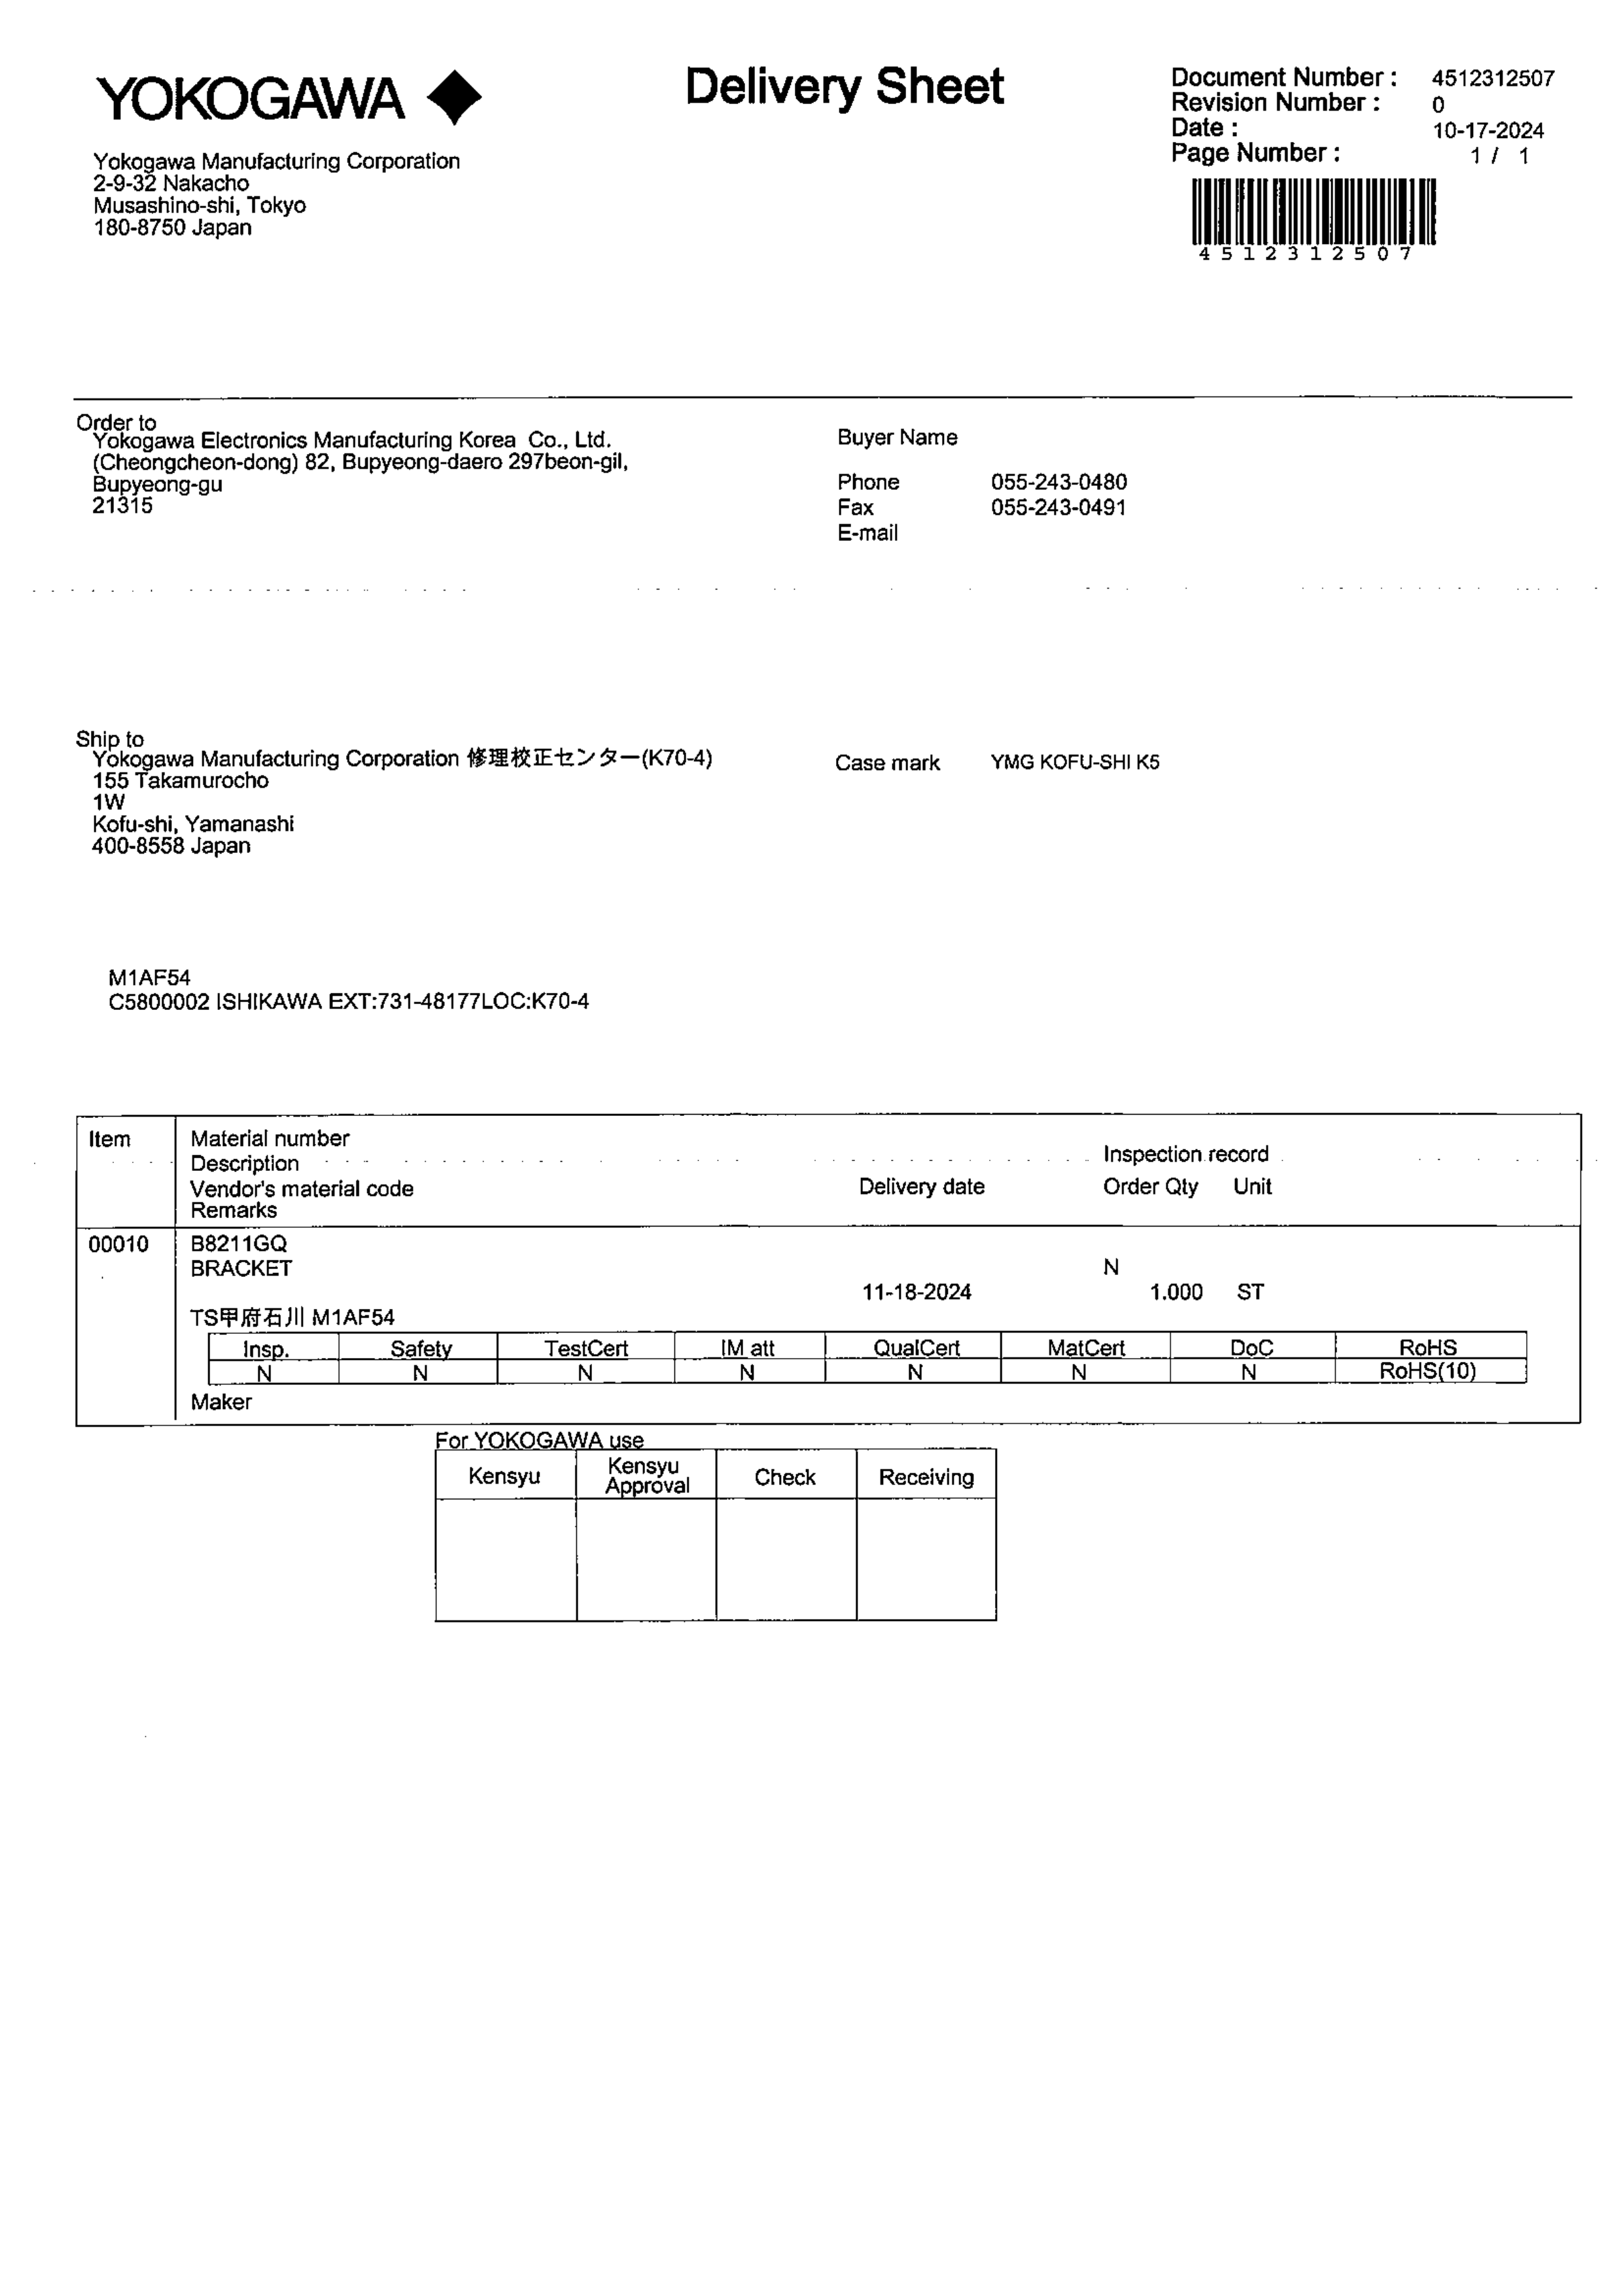 YOKOGAWA
Delivery Sheet
Document Number : 4512312507
Revision Number : 0
Date : 10-17-2024
Page Number : 1 / 1
4512312507
Yokogawa Manufacturing Corporation
2-9-32 Nakacho
Musashino-shi, Tokyo
180-8750 Japan
Order to
Yokogawa Electronics Manufacturing Korea Co., Ltd.
(Cheongcheon-dong) 82, Bupyeong-daero 297beon-gil,
Bupyeong-gu
21315
Buyer Name
Phone 055-243-0480
Fax 055-243-0491
E-mail
Ship to
Yokogawa Manufacturing Corporation 修理校正センター(K70-4)
155 Takamurocho
1W
Kofu-shi, Yamanashi
400-8558 Japan
Case mark YMG KOFU-SHI K5
M1AF54
C5800002 ISHIKAWA EXT:731-48177LOC:K70-4
Item Material number
Description Inspection record
Vendor's material code Delivery date Order Qty Unit
Remarks
00010 B8211GQ
BRACKET N
11-18-2024 1.000 ST
TS甲府石川 M1AF54
Insp. Safety TestCert IM att QualCert MatCert DoC RoHS
N N N N N N N RoHS(10)
Maker
For YOKOGAWA use
Kensyu Kensyu Approval Check Receiving